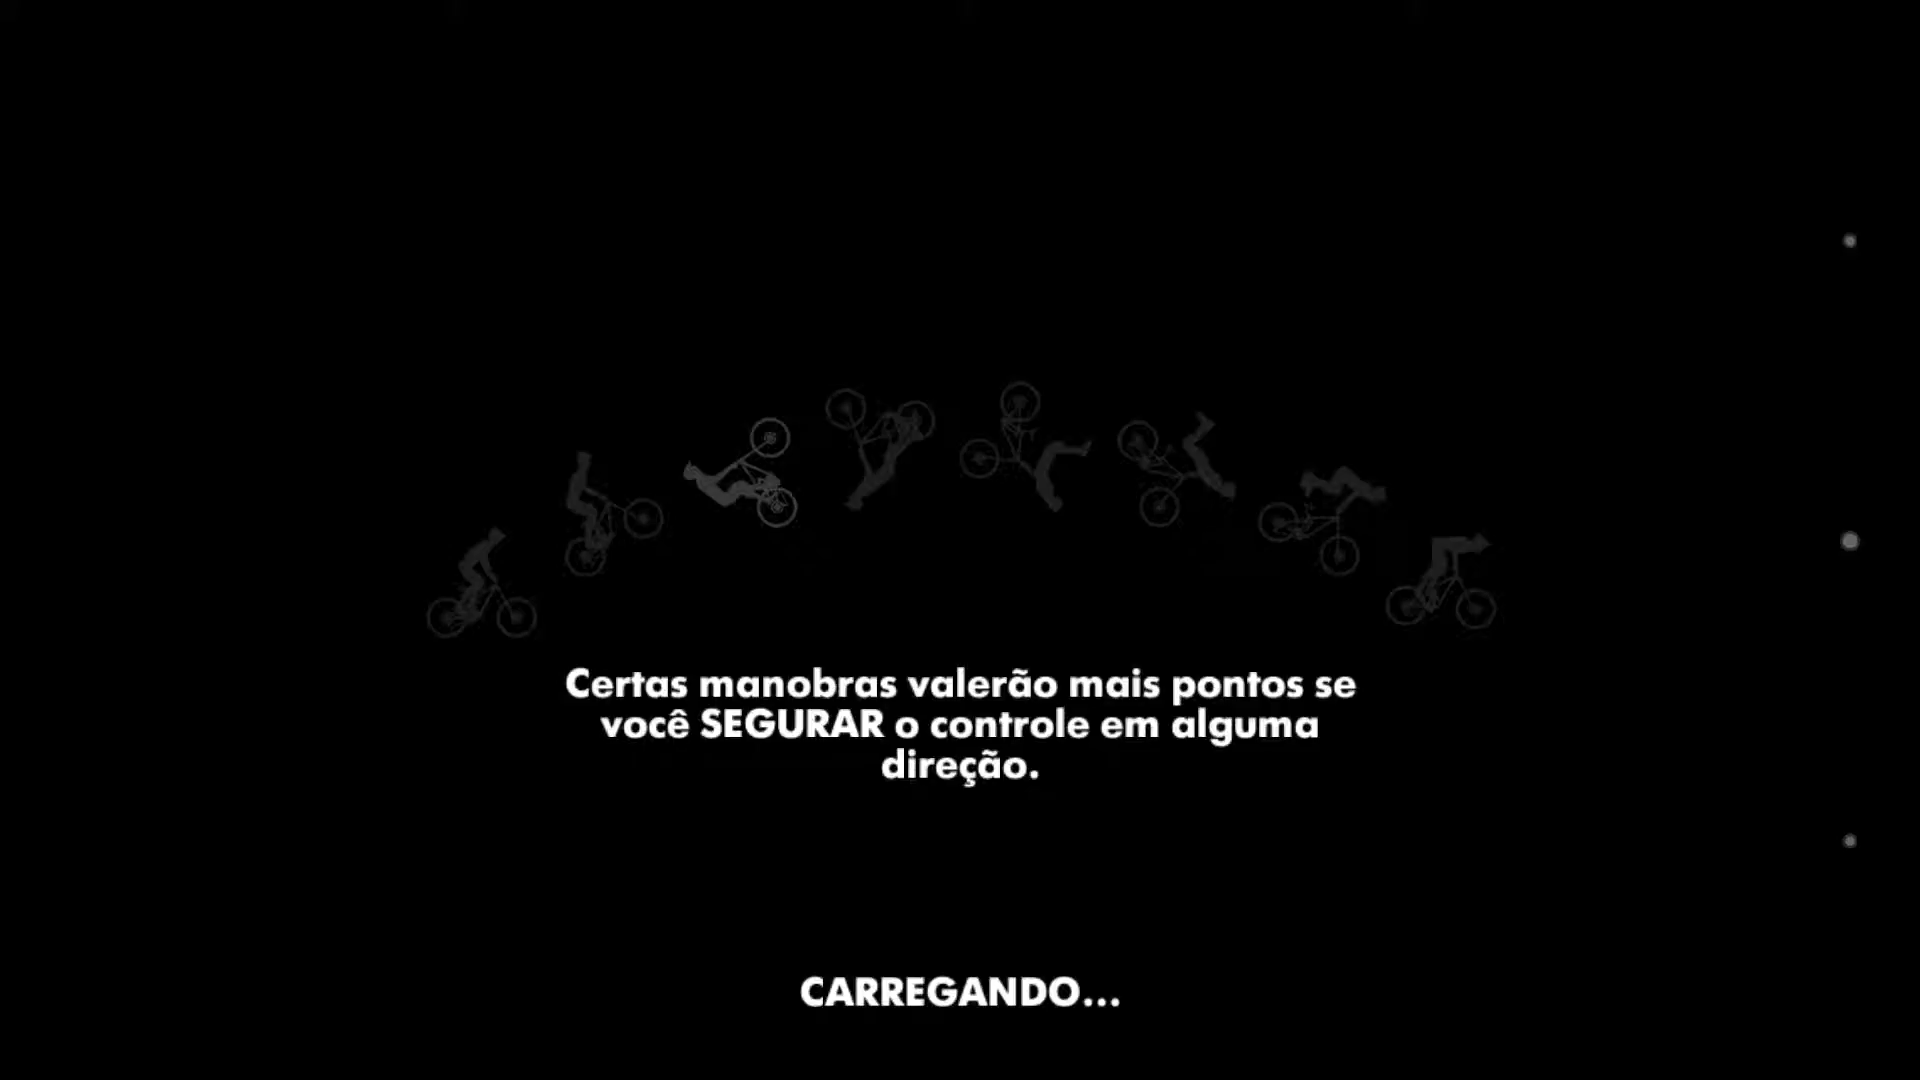 Certas manobras valerão mais pontos se
você SEGURAR o controle em alguma
direção.
CARREGANDO...